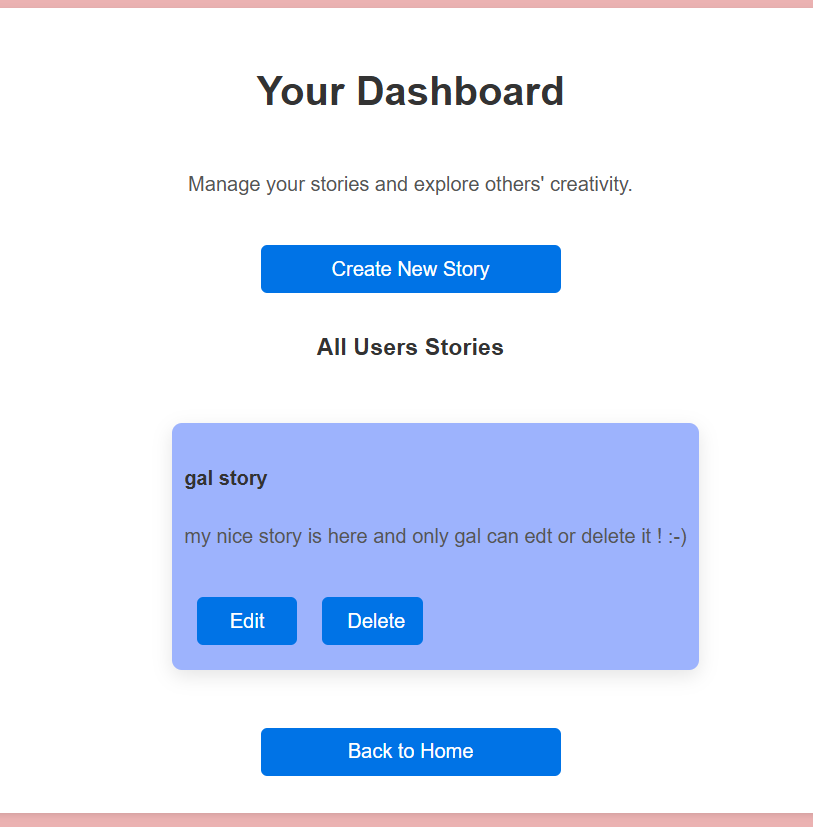 Your Dashboard
Manage your stories and explore others' creativity.
Create New Story
All Users Stories
gal story
my nice story is here and only gal can edt or delete it ! :-)
Edit Delete
Back to Home